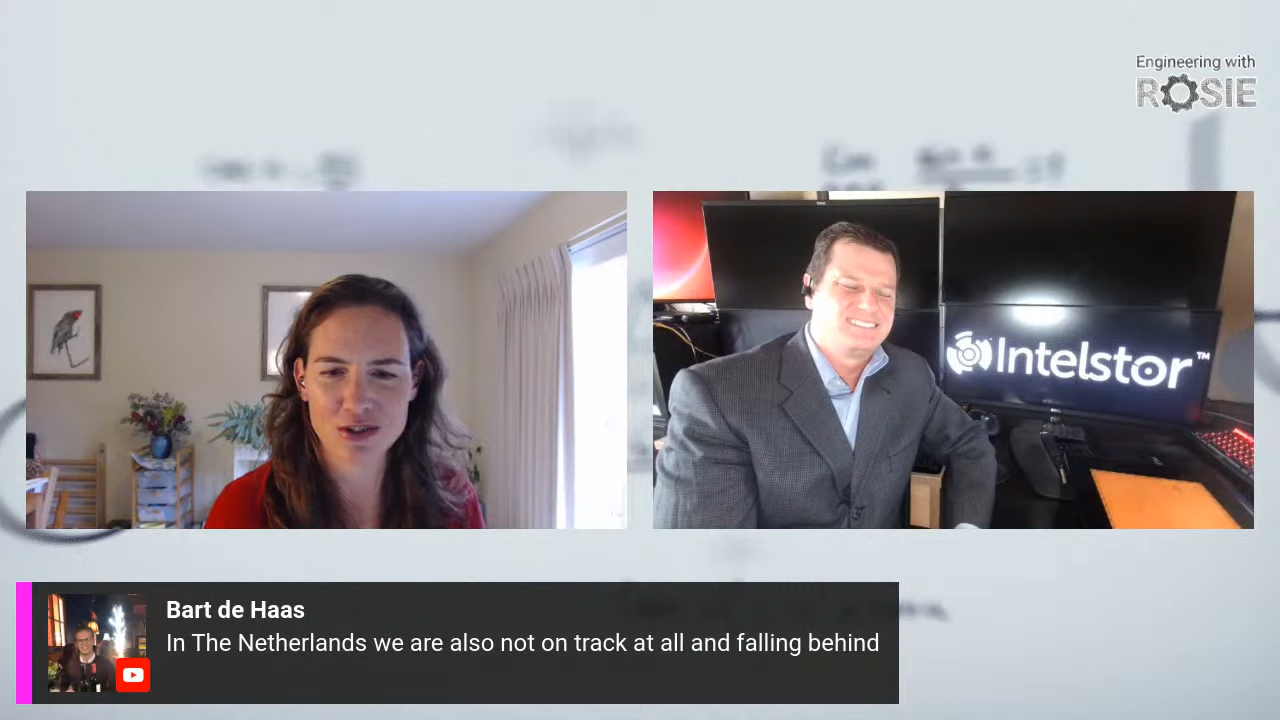 Engineering with
ROSIE
Intelstor™
Bart de Haas
In The Netherlands we are also not on track at all and falling behind